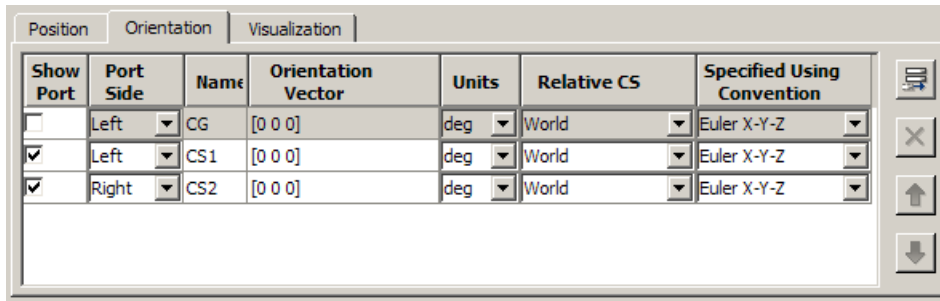 Position Orientation Visualization
Show Port Port Side Name Orientation Vector Units Relative CS Specified Using Convention
Left CG [0 0 0] deg World Euler X-Y-Z
Left CS1 [0 0 0] deg World Euler X-Y-Z
Right CS2 [0 0 0] deg World Euler X-Y-Z